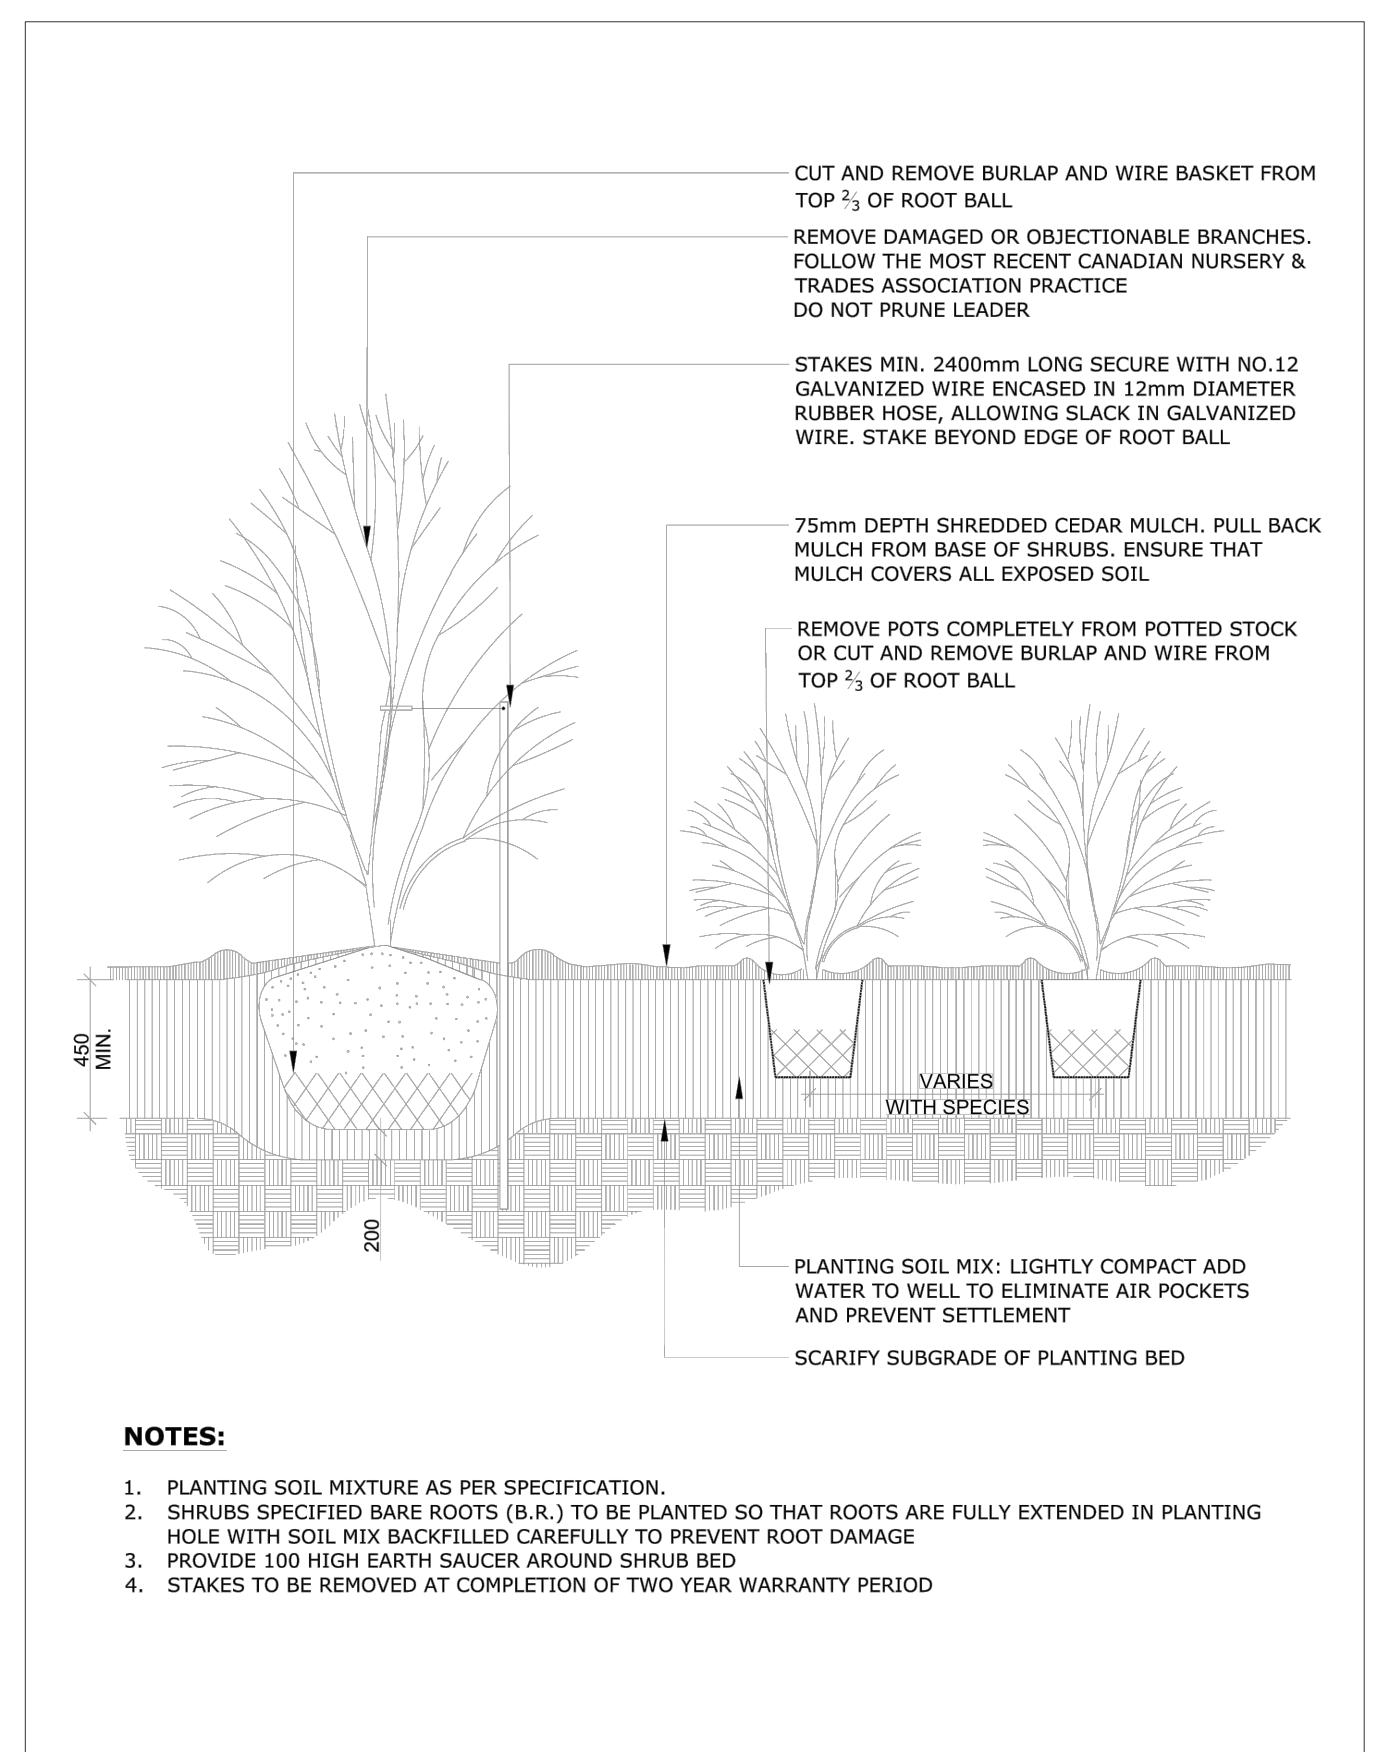 CUT AND REMOVE BURLAP AND WIRE BASKET FROM
TOP ⅔ OF ROOT BALL
REMOVE DAMAGED OR OBJECTIONABLE BRANCHES.
FOLLOW THE MOST RECENT CANADIAN NURSERY &
TRADES ASSOCIATION PRACTICE
DO NOT PRUNE LEADER
STAKES MIN. 2400mm LONG SECURE WITH NO.12
GALVANIZED WIRE ENCASED IN 12mm DIAMETER
RUBBER HOSE, ALLOWING SLACK IN GALVANIZED
WIRE. STAKE BEYOND EDGE OF ROOT BALL
75mm DEPTH SHREDDED CEDAR MULCH. PULL BACK
MULCH FROM BASE OF SHRUBS. ENSURE THAT
MULCH COVERS ALL EXPOSED SOIL
REMOVE POTS COMPLETELY FROM POTTED STOCK
OR CUT AND REMOVE BURLAP AND WIRE FROM
TOP ⅔ OF ROOT BALL
450
MIN.
VARIES
WITH SPECIES
200
PLANTING SOIL MIX: LIGHTLY COMPACT ADD
WATER TO WELL TO ELIMINATE AIR POCKETS
AND PREVENT SETTLEMENT
SCARIFY SUBGRADE OF PLANTING BED
NOTES:
1. PLANTING SOIL MIXTURE AS PER SPECIFICATION.
2. SHRUBS SPECIFIED BARE ROOTS (B.R.) TO BE PLANTED SO THAT ROOTS ARE FULLY EXTENDED IN PLANTING
HOLE WITH SOIL MIX BACKFILLED CAREFULLY TO PREVENT ROOT DAMAGE
3. PROVIDE 100 HIGH EARTH SAUCER AROUND SHRUB BED
4. STAKES TO BE REMOVED AT COMPLETION OF TWO YEAR WARRANTY PERIOD